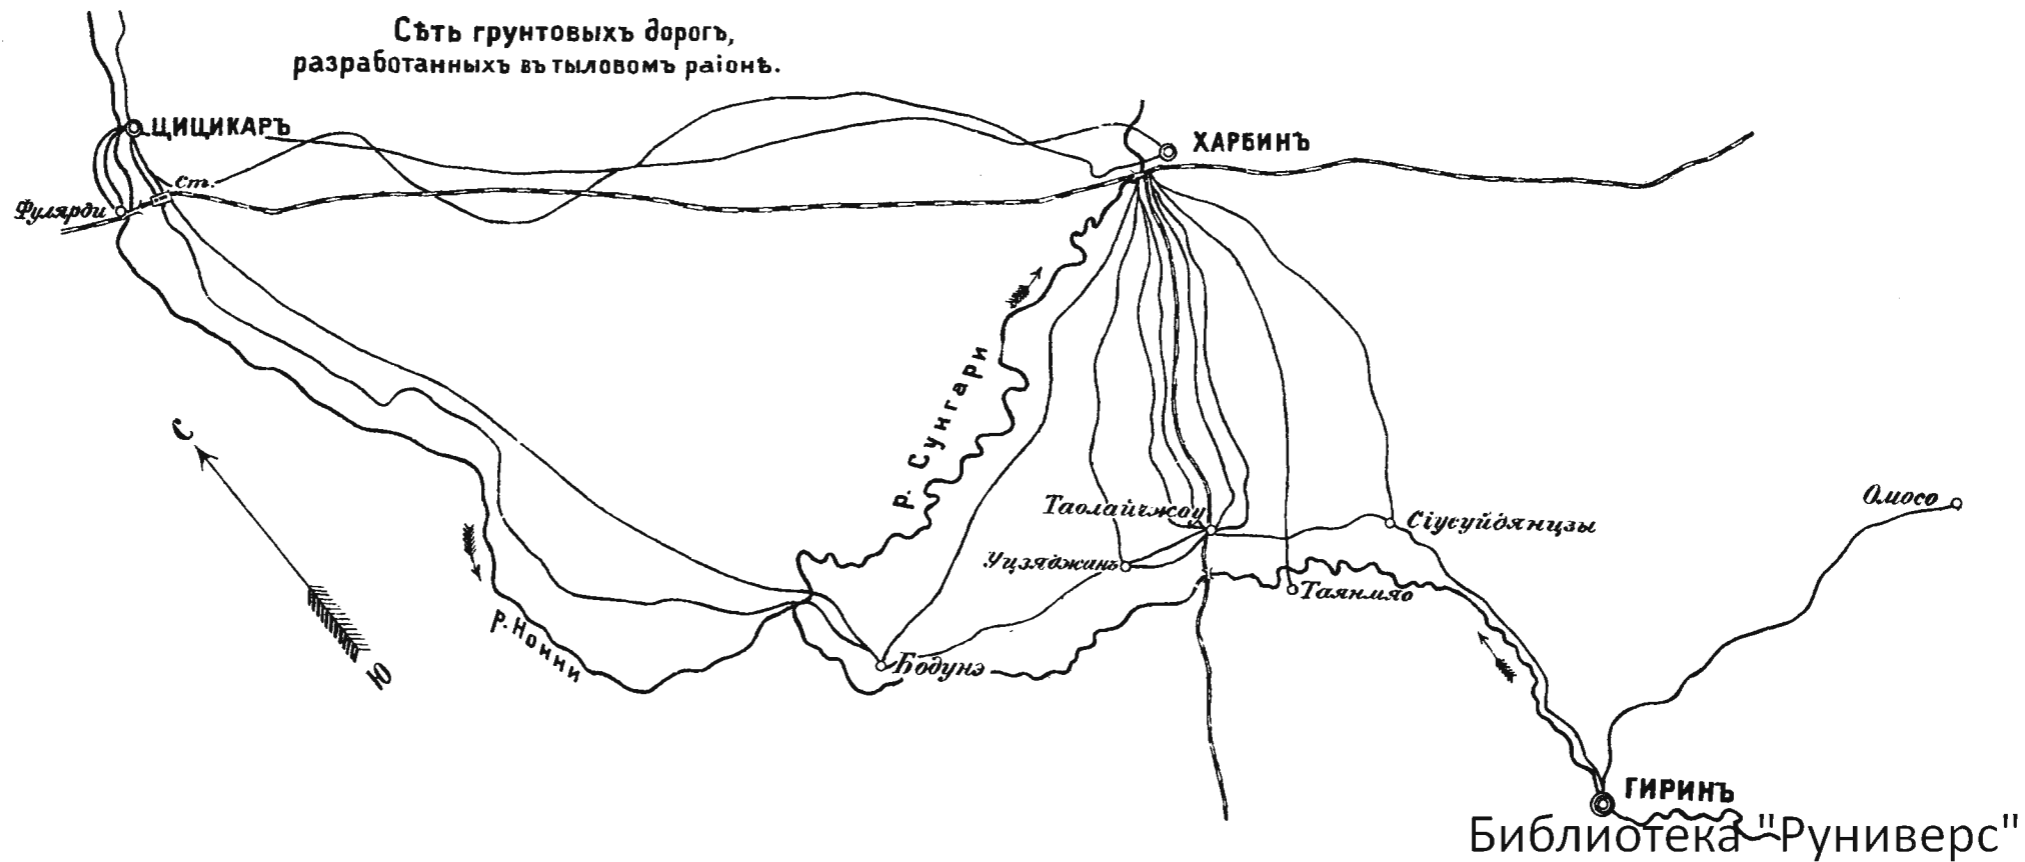 Сѣть грунтовыхъ дорогъ,
разработанныхъ въ тыловомъ раіонѣ.
ЦИЦИКАРЪ
ХАРБИНЪ
ст.
Фулярди
С
Ю
р. Сунгари
р. Нонни
Таолайчжоу
Сіусуйдянцзы
Омосо
Уцзяджанъ
Таянмяо
Бодунэ
ГИРИНЪ
Библиотека "Руниверс"